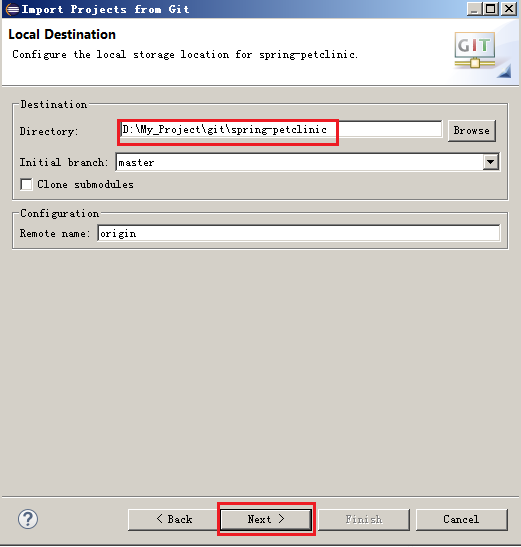 Import Projects from Git
Local Destination
Configure the local storage location for spring-petclinic.
GIT
Destination
Directory: D:\My_Project\git\spring-petclinic Browse
Initial branch: master
Clone submodules
Configuration
Remote name: origin
? < Back Next > Finish Cancel